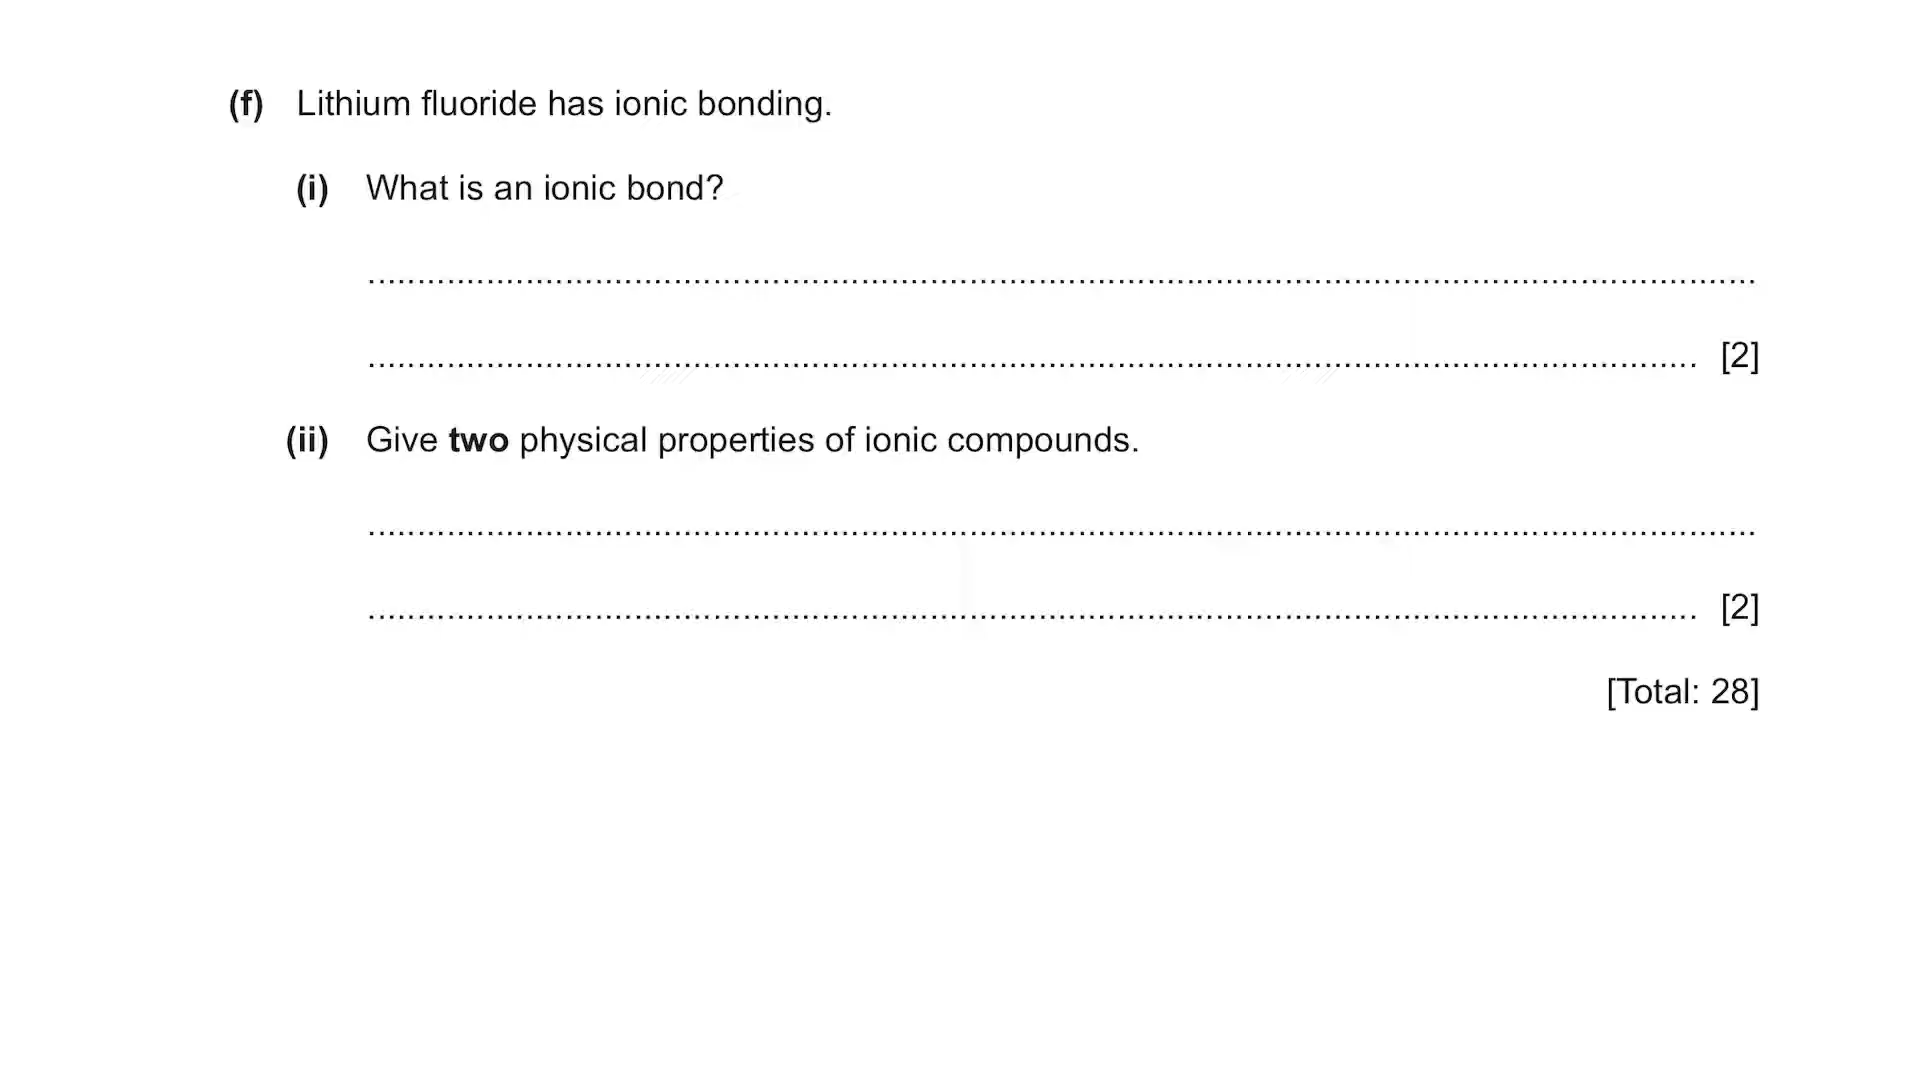 (f) Lithium fluoride has ionic bonding.
(i) What is an ionic bond?
................................................................................................................................................
.......................................................................................................................................... [2]
(ii) Give two physical properties of ionic compounds.
................................................................................................................................................
.......................................................................................................................................... [2]
[Total: 28]